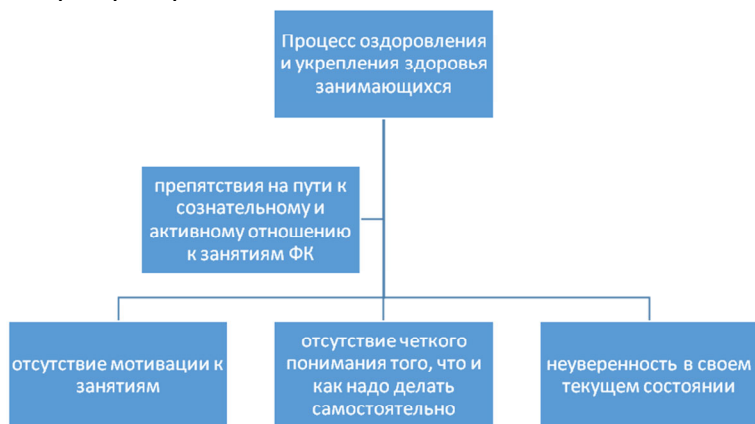 Процесс оздоровления
и укрепления здоровья
занимающихся
препятствия на пути к
сознательному и
активному отношению
к занятиям ФК
отсутствие мотивации к
занятиям
отсутствие четкого
понимания того, что и
как надо делать
самостоятельно
неуверенность в своем
текущем состоянии